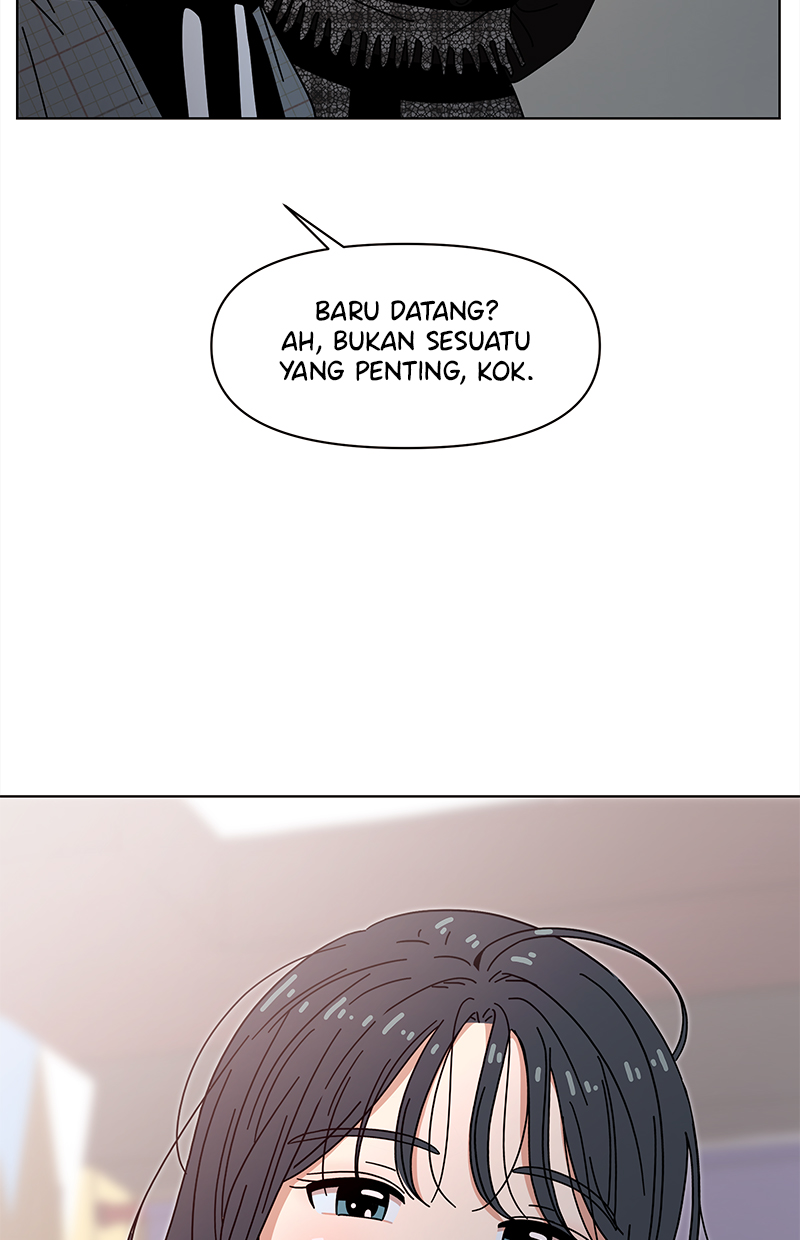 BARU DATANG?
AH, BUKAN SESUATU
YANG PENTING, KOK.